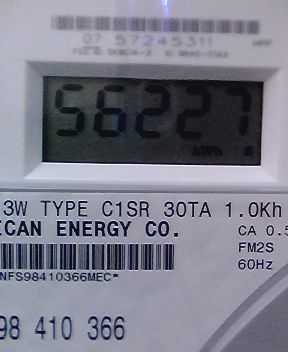 07 57245311
56227
kWh
3W TYPE C1SR 30TA 1.0Kh
ICAN ENERGY CO.
CA 0.5
FM2S
60Hz
NFS98410366MEC*
98 410 366